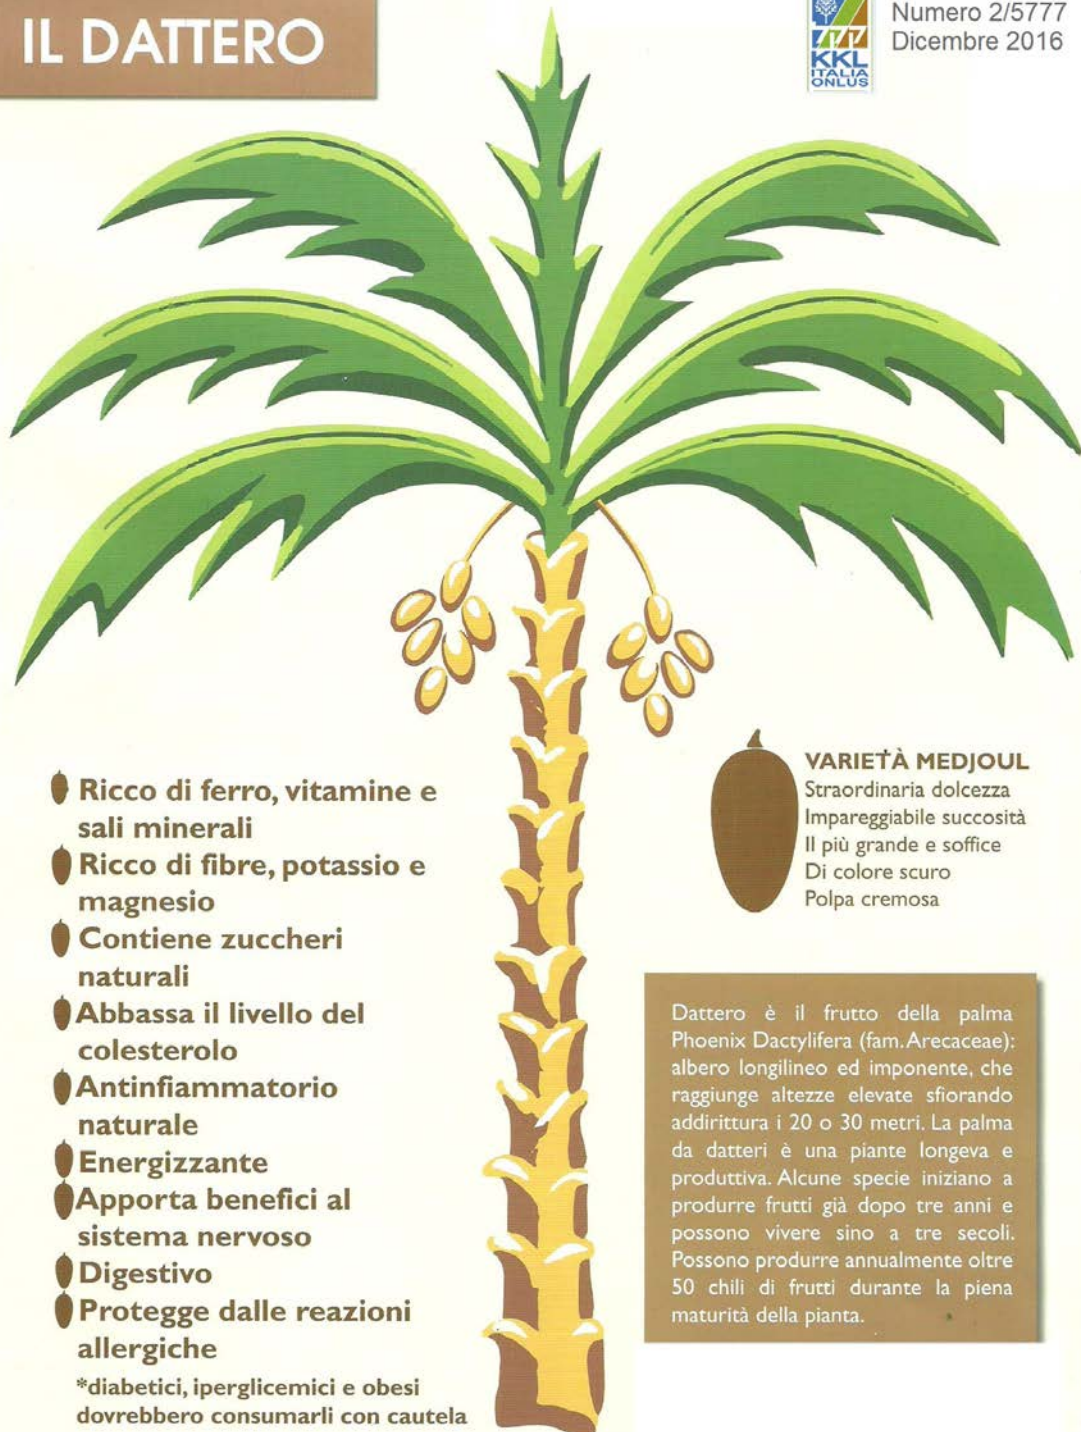 IL DATTERO
KKL
ITALIA
ONLUS
Numero 2/5777
Dicembre 2016
Ricco di ferro, vitamine e
sali minerali
Ricco di fibre, potassio e
magnesio
Contiene zuccheri
naturali
Abbassa il livello del
colesterolo
Antinfiammatorio
naturale
Energizzante
Apporta benefici al
sistema nervoso
Digestivo
Protegge dalle reazioni
allergiche
*diabetici, iperglicemici e obesi
dovrebbero consumarli con cautela
VARIETÀ MEDJOUL
Straordinaria dolcezza
Impareggiabile succosità
Il più grande e soffice
Di colore scuro
Polpa cremosa
Dattero è il frutto della palma
Phoenix Dactylifera (fam. Arecaceae):
albero longilineo ed imponente, che
raggiunge altezze elevate sfiorando
addirittura i 20 o 30 metri. La palma
da datteri è una piante longeva e
produttiva. Alcune specie iniziano a
produrre frutti già dopo tre anni e
possono vivere sino a tre secoli.
Possono produrre annualmente oltre
50 chili di frutti durante la piena
maturità della pianta.